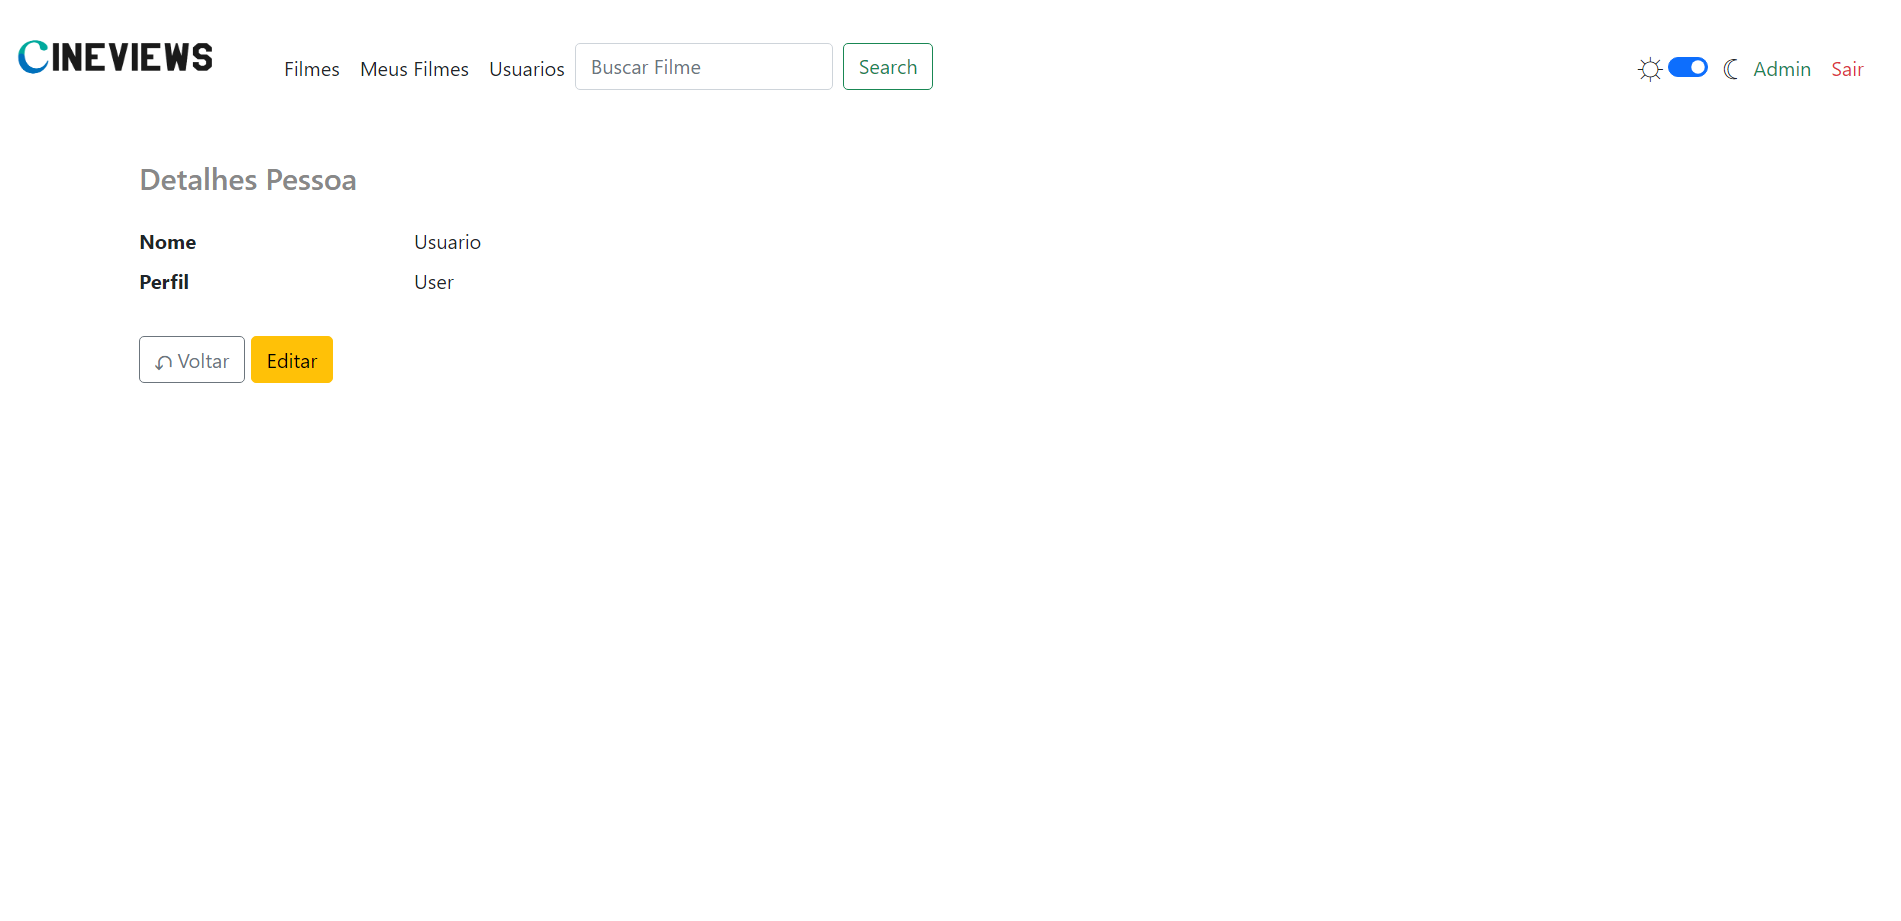 CINEVIEWS Filmes Meus Filmes Usuarios Buscar Filme Search Admin Sair
Detalhes Pessoa
Nome Usuario
Perfil User
Voltar Editar